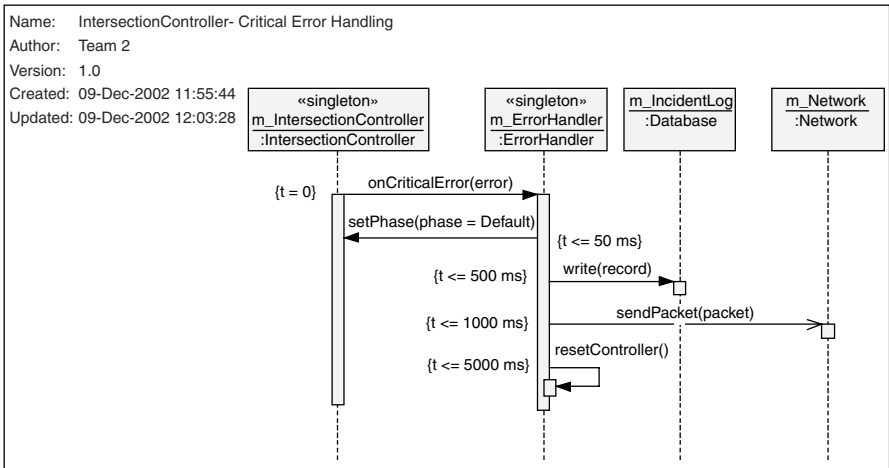 Name: IntersectionController- Critical Error Handling
Author: Team 2
Version: 1.0
Created: 09-Dec-2002 11:55:44
Updated: 09-Dec-2002 12:03:28
«singleton»
m_IntersectionController
:IntersectionController
«singleton»
m_ErrorHandler
:ErrorHandler
m_IncidentLog
:Database
m_Network
:Network
{t = 0}
onCriticalError(error)
setPhase(phase = Default)
{t <= 50 ms}
{t <= 500 ms}
write(record)
{t <= 1000 ms}
sendPacket(packet)
{t <= 5000 ms}
resetController()